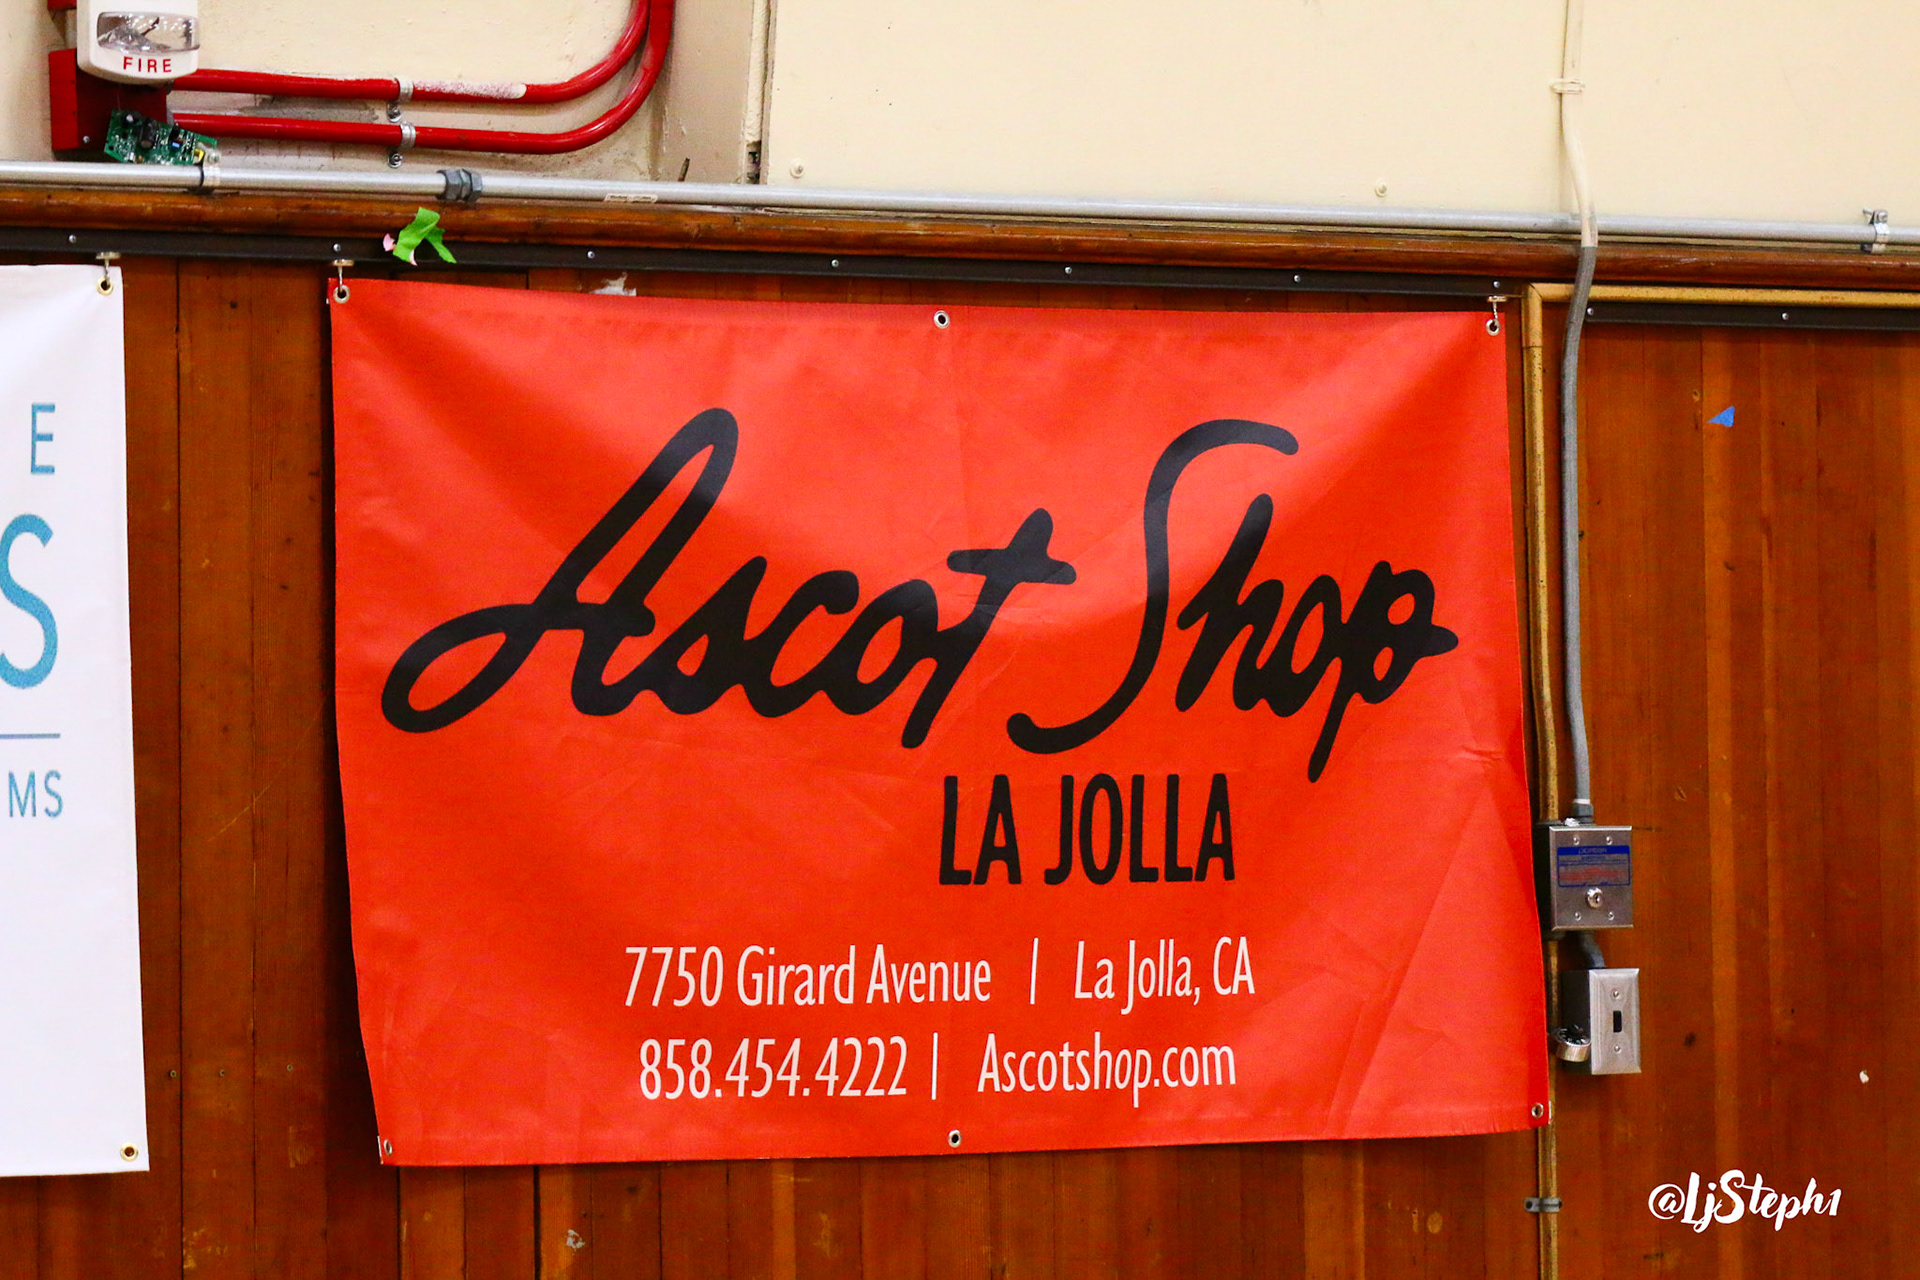 FIRE
E
S
MS
Ascot Shop
LA JOLLA
7750 Girard Avenue | La Jolla, CA
858.454.4222 | Ascotshop.com
@LjSteph1